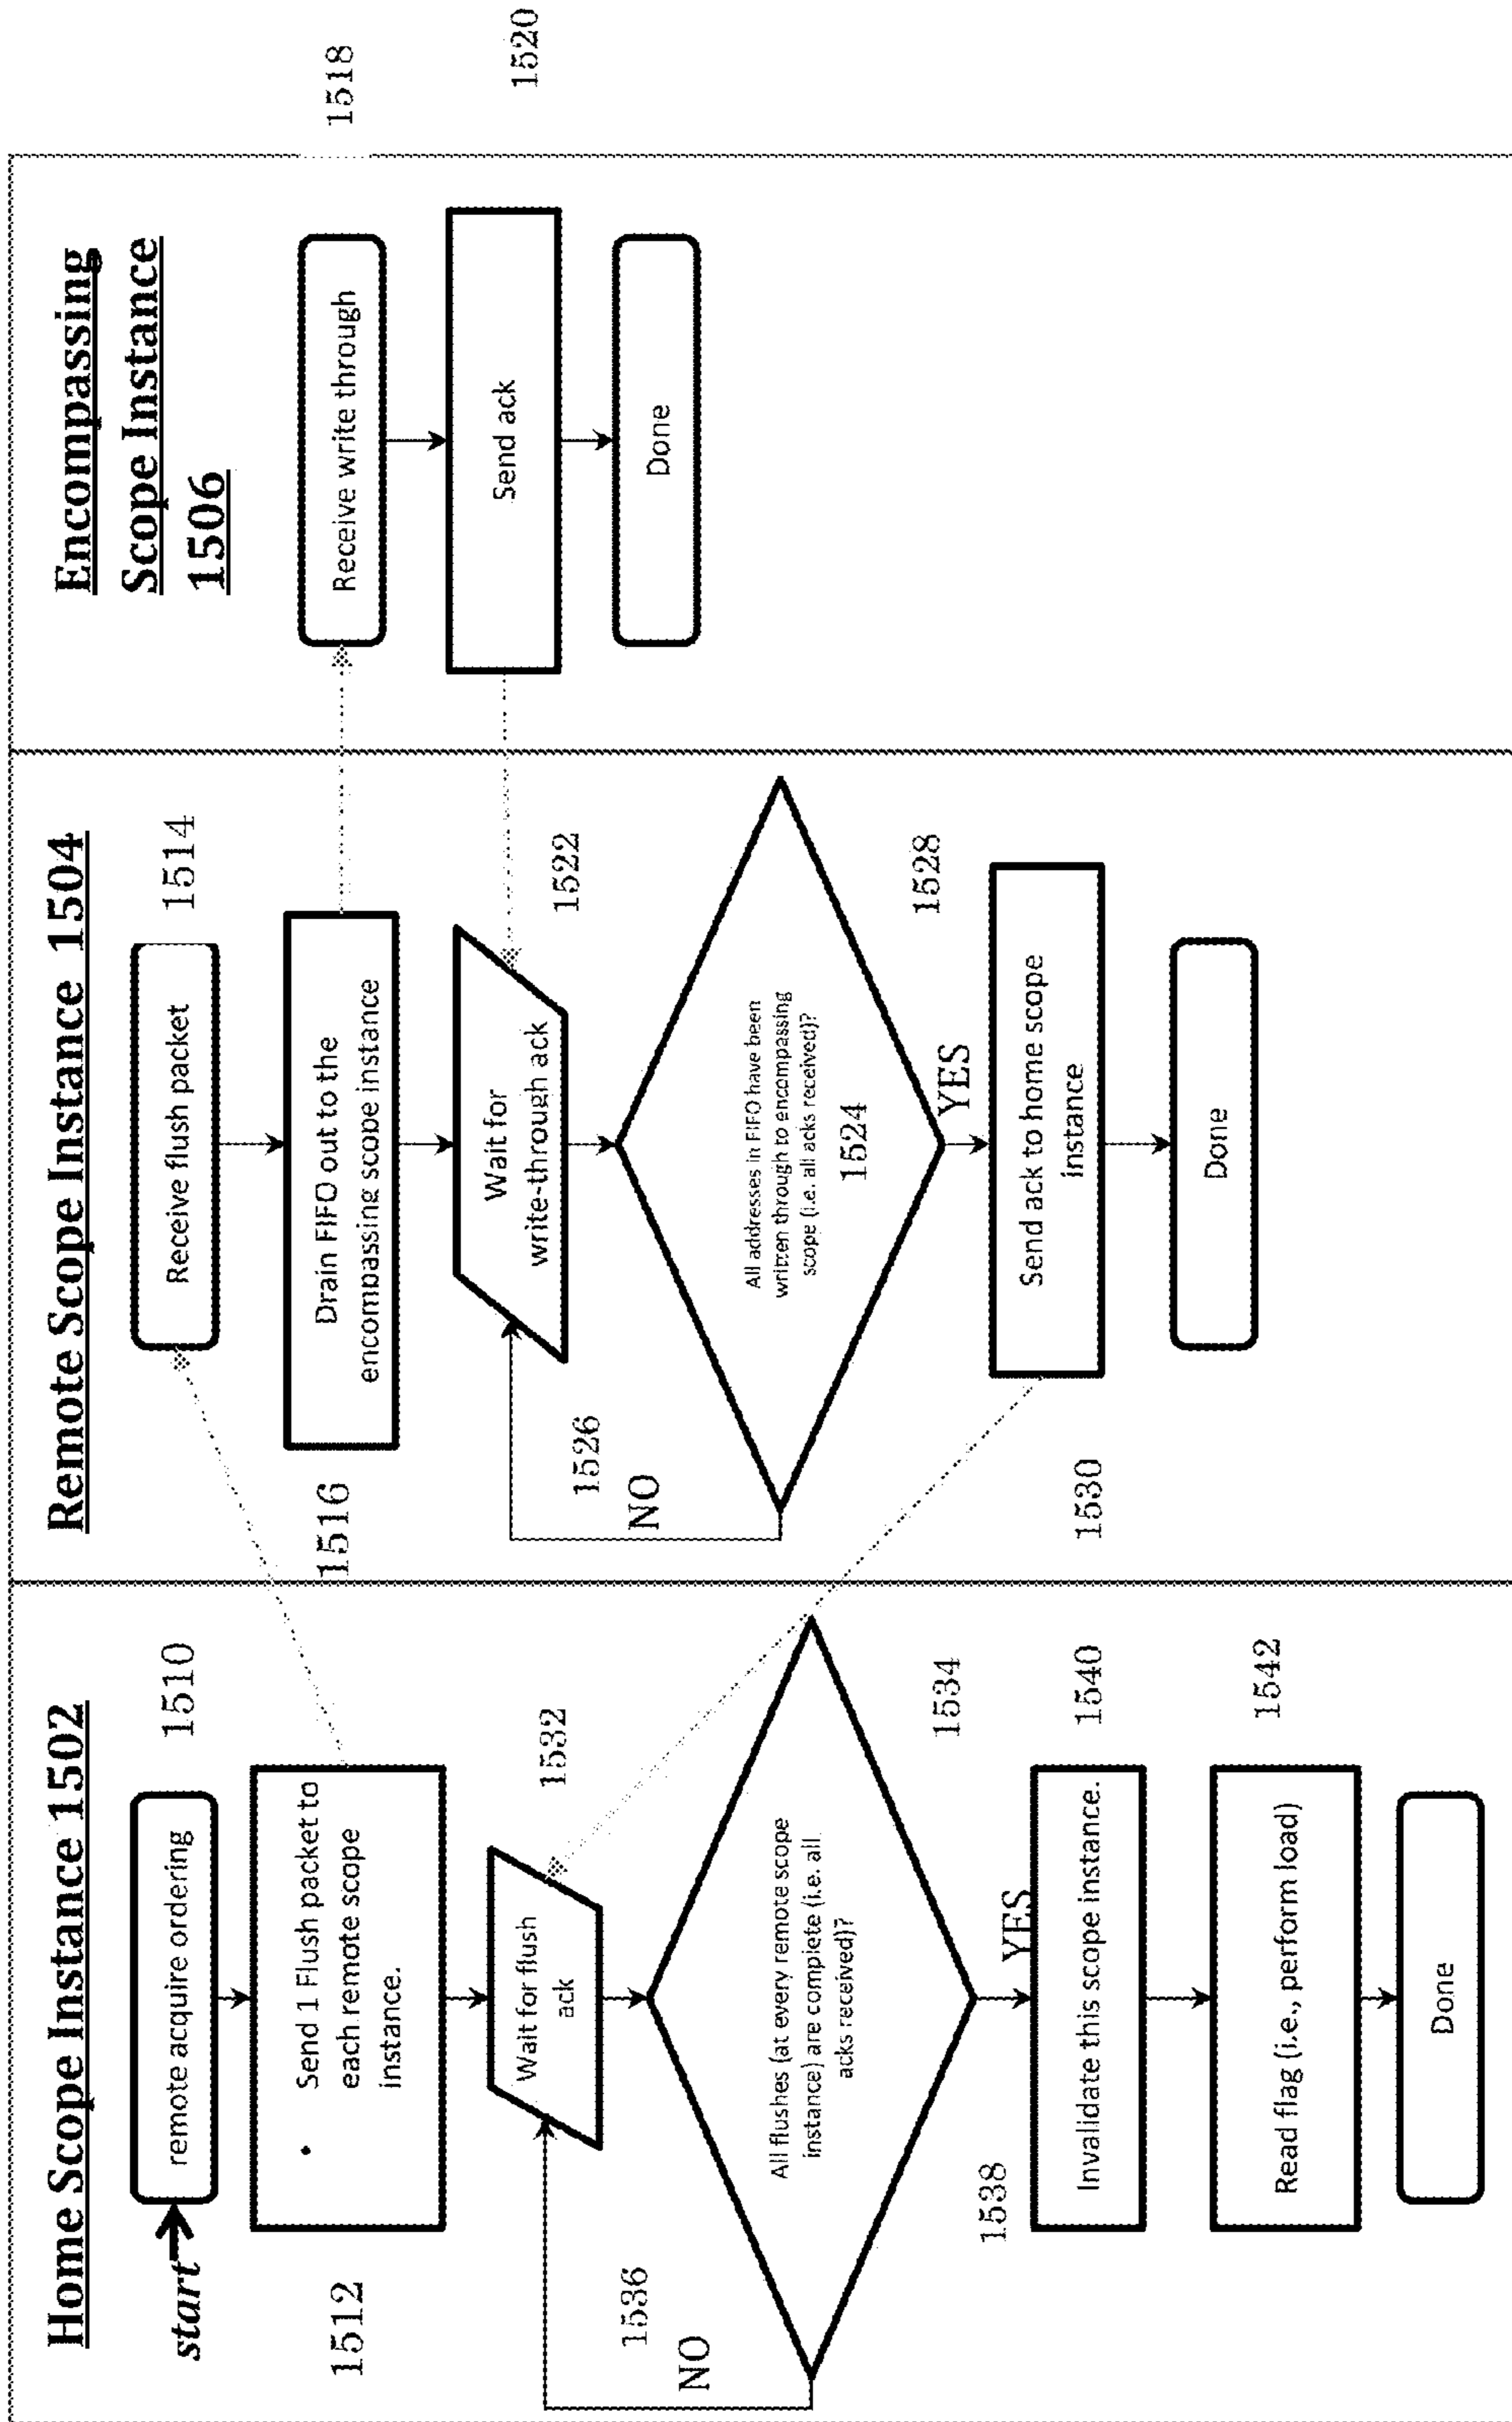 Home Scope Instance 1502
start
remote acquire ordering
1510
1512
• Send 1 Flush packet to
each remote scope
instance.
1532
Wait for flush
ack
1536
NO
All flushes (at every remote scope
instance) are complete (i.e. all
acks received)?
1534
YES
1538
Invalidate this scope instance.
1540
Read flag (i.e., perform load)
1542
Done
Remote Scope Instance 1504
Receive flush packet
1514
1516
Drain FIFO out to the
encompassing scope instance
Wait for
write-through ack
1522
1526
NO
All addresses in FIFO have been
written through to encompassing
scope (i.e. all acks received)?
1524
YES
1528
Send ack to home scope
instance
1530
Done
Encompassing
Scope Instance
1506
Receive write through
1518
Send ack
1520
Done